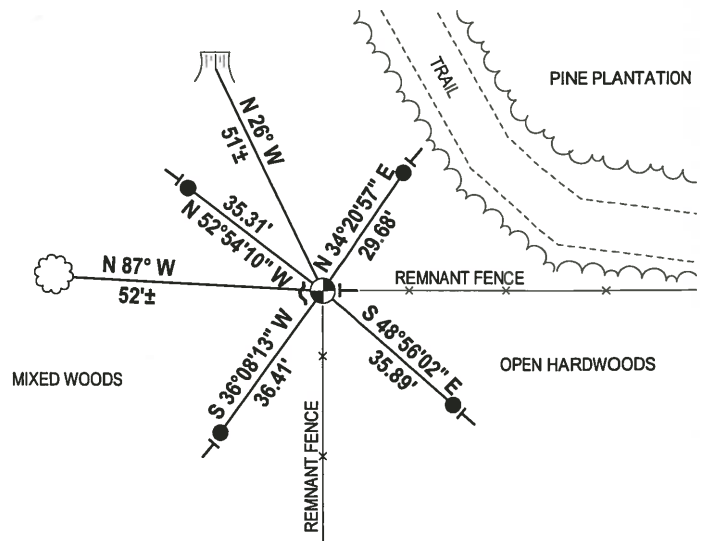 TRAIL
PINE PLANTATION
N 26° W
51'±
35.31'
N 52°54'10" W
N 34°20'57" E
29.68'
N 87° W
52'±
REMNANT FENCE
S 48°56'02" E
35.89'
OPEN HARDWOODS
MIXED WOODS
S 36°08'13" W
36.41'
REMNANT FENCE